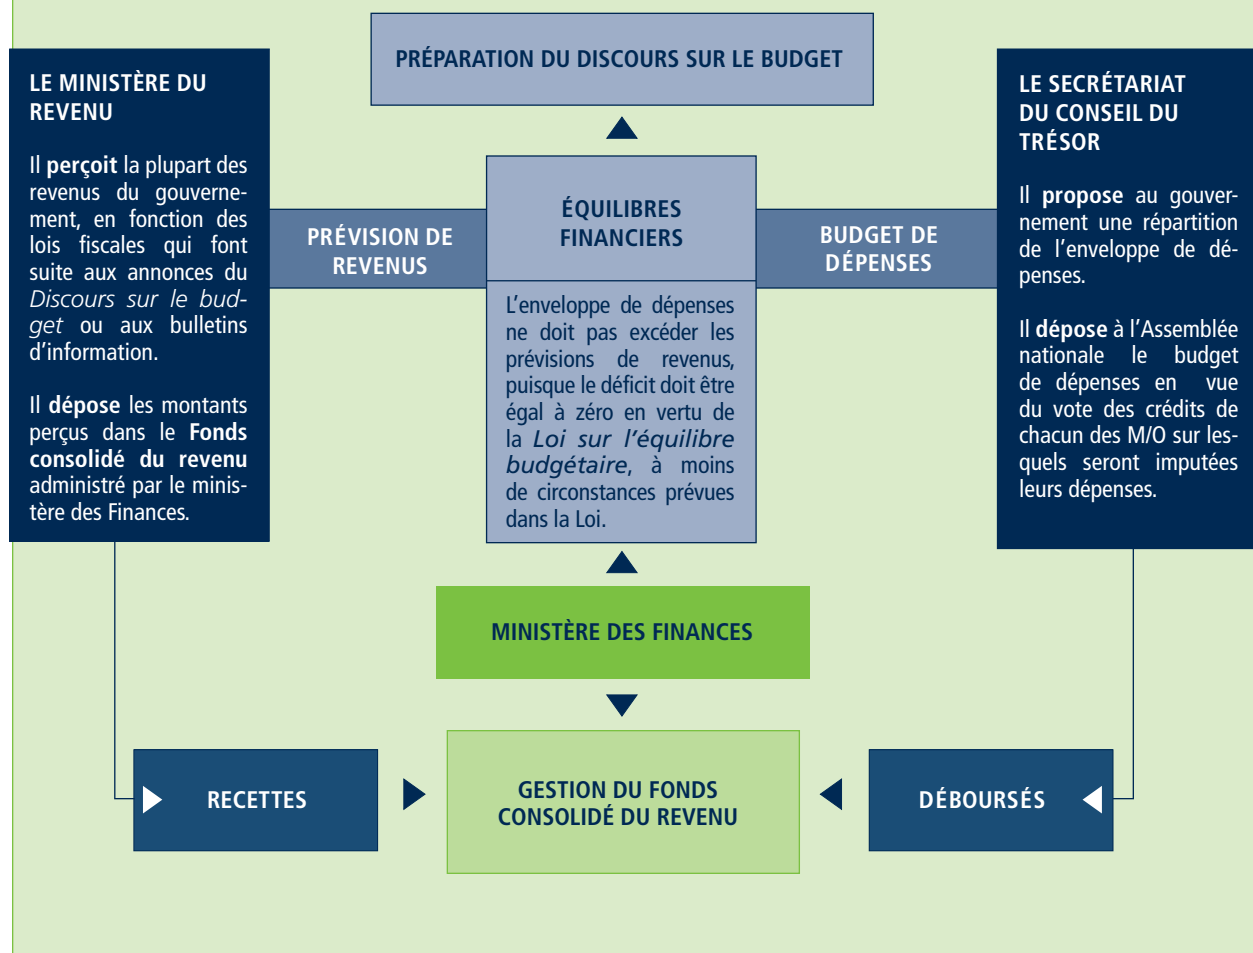 PRÉPARATION DU DISCOURS SUR LE BUDGET
LE MINISTÈRE DU
REVENU
Il perçoit la plupart des
revenus du gouverne-
ment, en fonction des
lois fiscales qui font
suite aux annonces du
Discours sur le bud-
get ou aux bulletins
d'information.
Il dépose les montants
perçus dans le Fonds
consolidé du revenu
administré par le minis-
tère des Finances.
PRÉVISION DE
REVENUS
ÉQUILIBRES
FINANCIERS
L'enveloppe de dépenses
ne doit pas excéder les
prévisions de revenus,
puisque le déficit doit être
égal à zéro en vertu de
la Loi sur l'équilibre
budgétaire, à moins
de circonstances prévues
dans la Loi.
BUDGET DE
DÉPENSES
LE SECRÉTARIAT
DU CONSEIL DU
TRÉSOR
Il propose au gouver-
nement une répartition
de l'enveloppe de dé-
penses.
Il dépose à l'Assemblée
nationale le budget
de dépenses en vue
du vote des crédits de
chacun des M/O sur les-
quels seront imputées
leurs dépenses.
MINISTÈRE DES FINANCES
RECETTES
GESTION DU FONDS
CONSOLIDÉ DU REVENU
DÉBOURSÉS